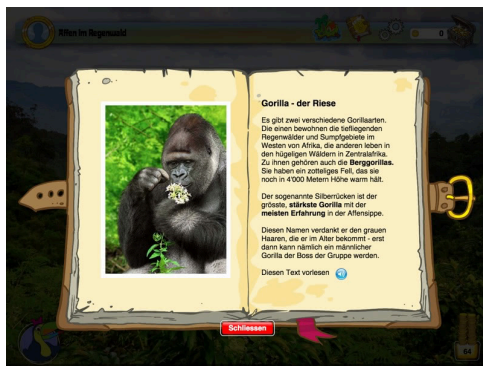 Affen im Regenwald
0
Gorilla - der Riese
Es gibt zwei verschiedene Gorillaarten.
Die einen bewohnen die tiefliegenden
Regenwälder und Sumpfgebiete im
Westen von Afrika, die anderen leben in
den hügeligen Wäldern in Zentralafrika.
Zu ihnen gehören auch die Berggorillas.
Sie haben ein zotteliges Fell, das sie
noch in 4'000 Metern Höhe warm hält.
Der sogenannte Silberrücken ist der
grösste, stärkste Gorilla mit der
meisten Erfahrung in der Affensippe.
Diesen Namen verdankt er den grauen
Haaren, die er im Alter bekommt - erst
dann kann nämlich ein männlicher
Gorilla der Boss der Gruppe werden.
Diesen Text vorlesen
Schliessen
64